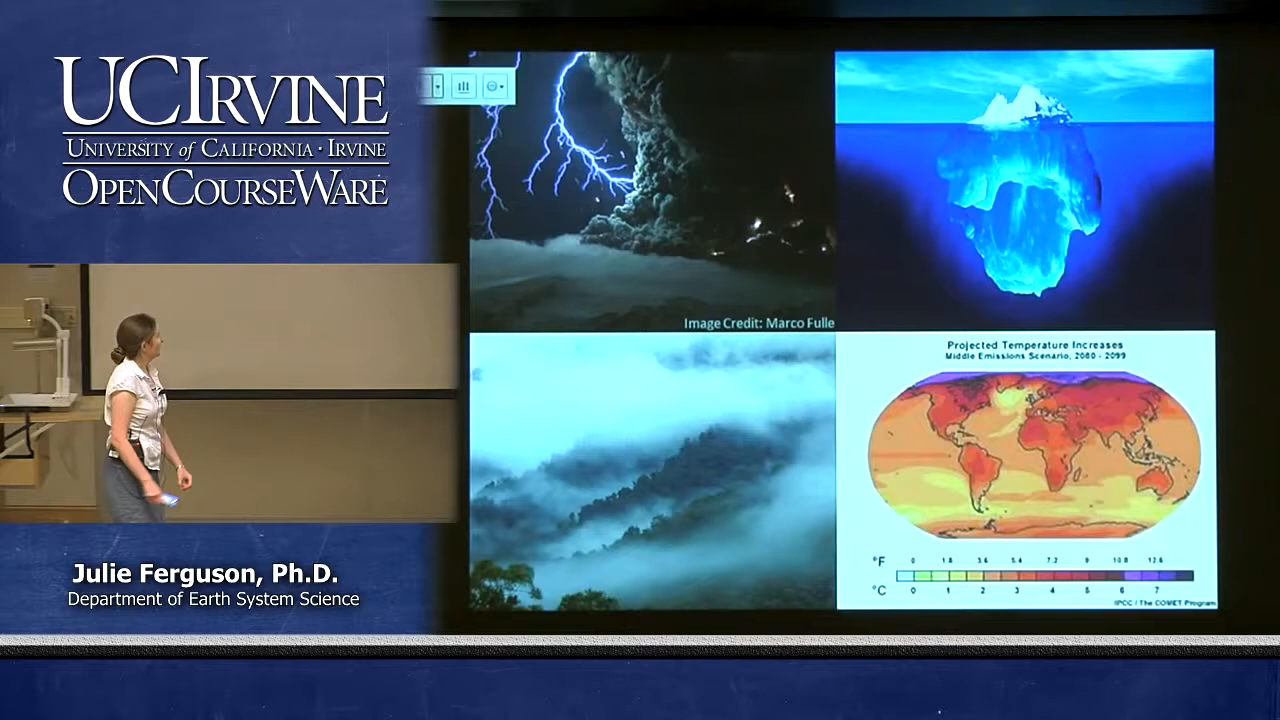 UCIRVINE
UNIVERSITY of CALIFORNIA · IRVINE
OPENCOURSEWARE
Julie Ferguson, Ph.D.
Department of Earth System Science
Image Credit: Marco Fulle
Projected Temperature Increases
Middle Emissions Scenario, 2080 - 2099
°F 0 1.8 3.6 5.4 7.2 9 10.8 12.6
°C 0 1 2 3 4 5 6 7
IPCC / The COMET Program